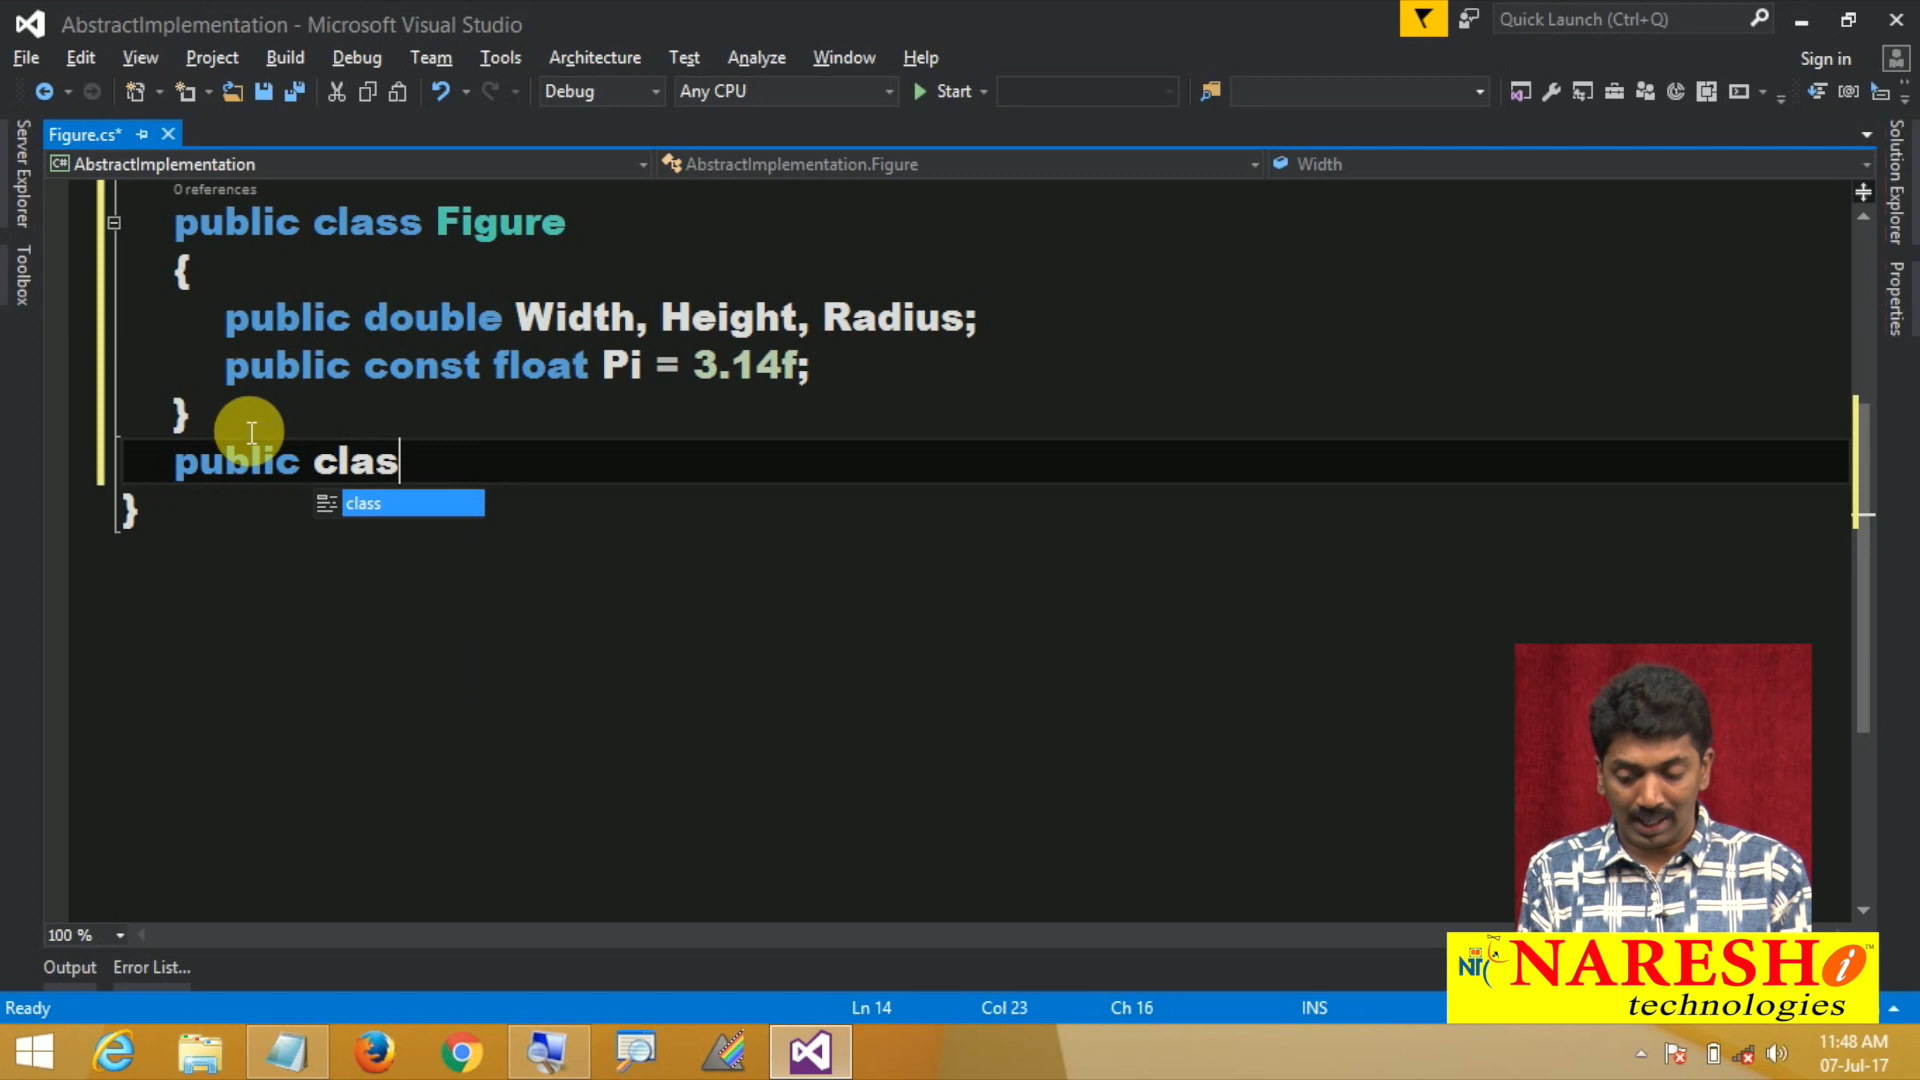 AbstractImplementation - Microsoft Visual Studio
Quick Launch (Ctrl+Q)
File Edit View Project Build Debug Team Tools Architecture Test Analyze Window Help
Sign in
Debug Any CPU Start
Figure.cs*
C# AbstractImplementation AbstractImplementation.Figure Width
Server Explorer
Toolbox
Solution Explorer
Properties
0 references
public class Figure
{
public double Width, Height, Radius;
public const float Pi = 3.14f;
}
public clas
class
}
100 %
Output Error List...
Ready Ln 14 Col 23 Ch 16 INS
NARESH i
technologies
11:48 AM
07-Jul-17